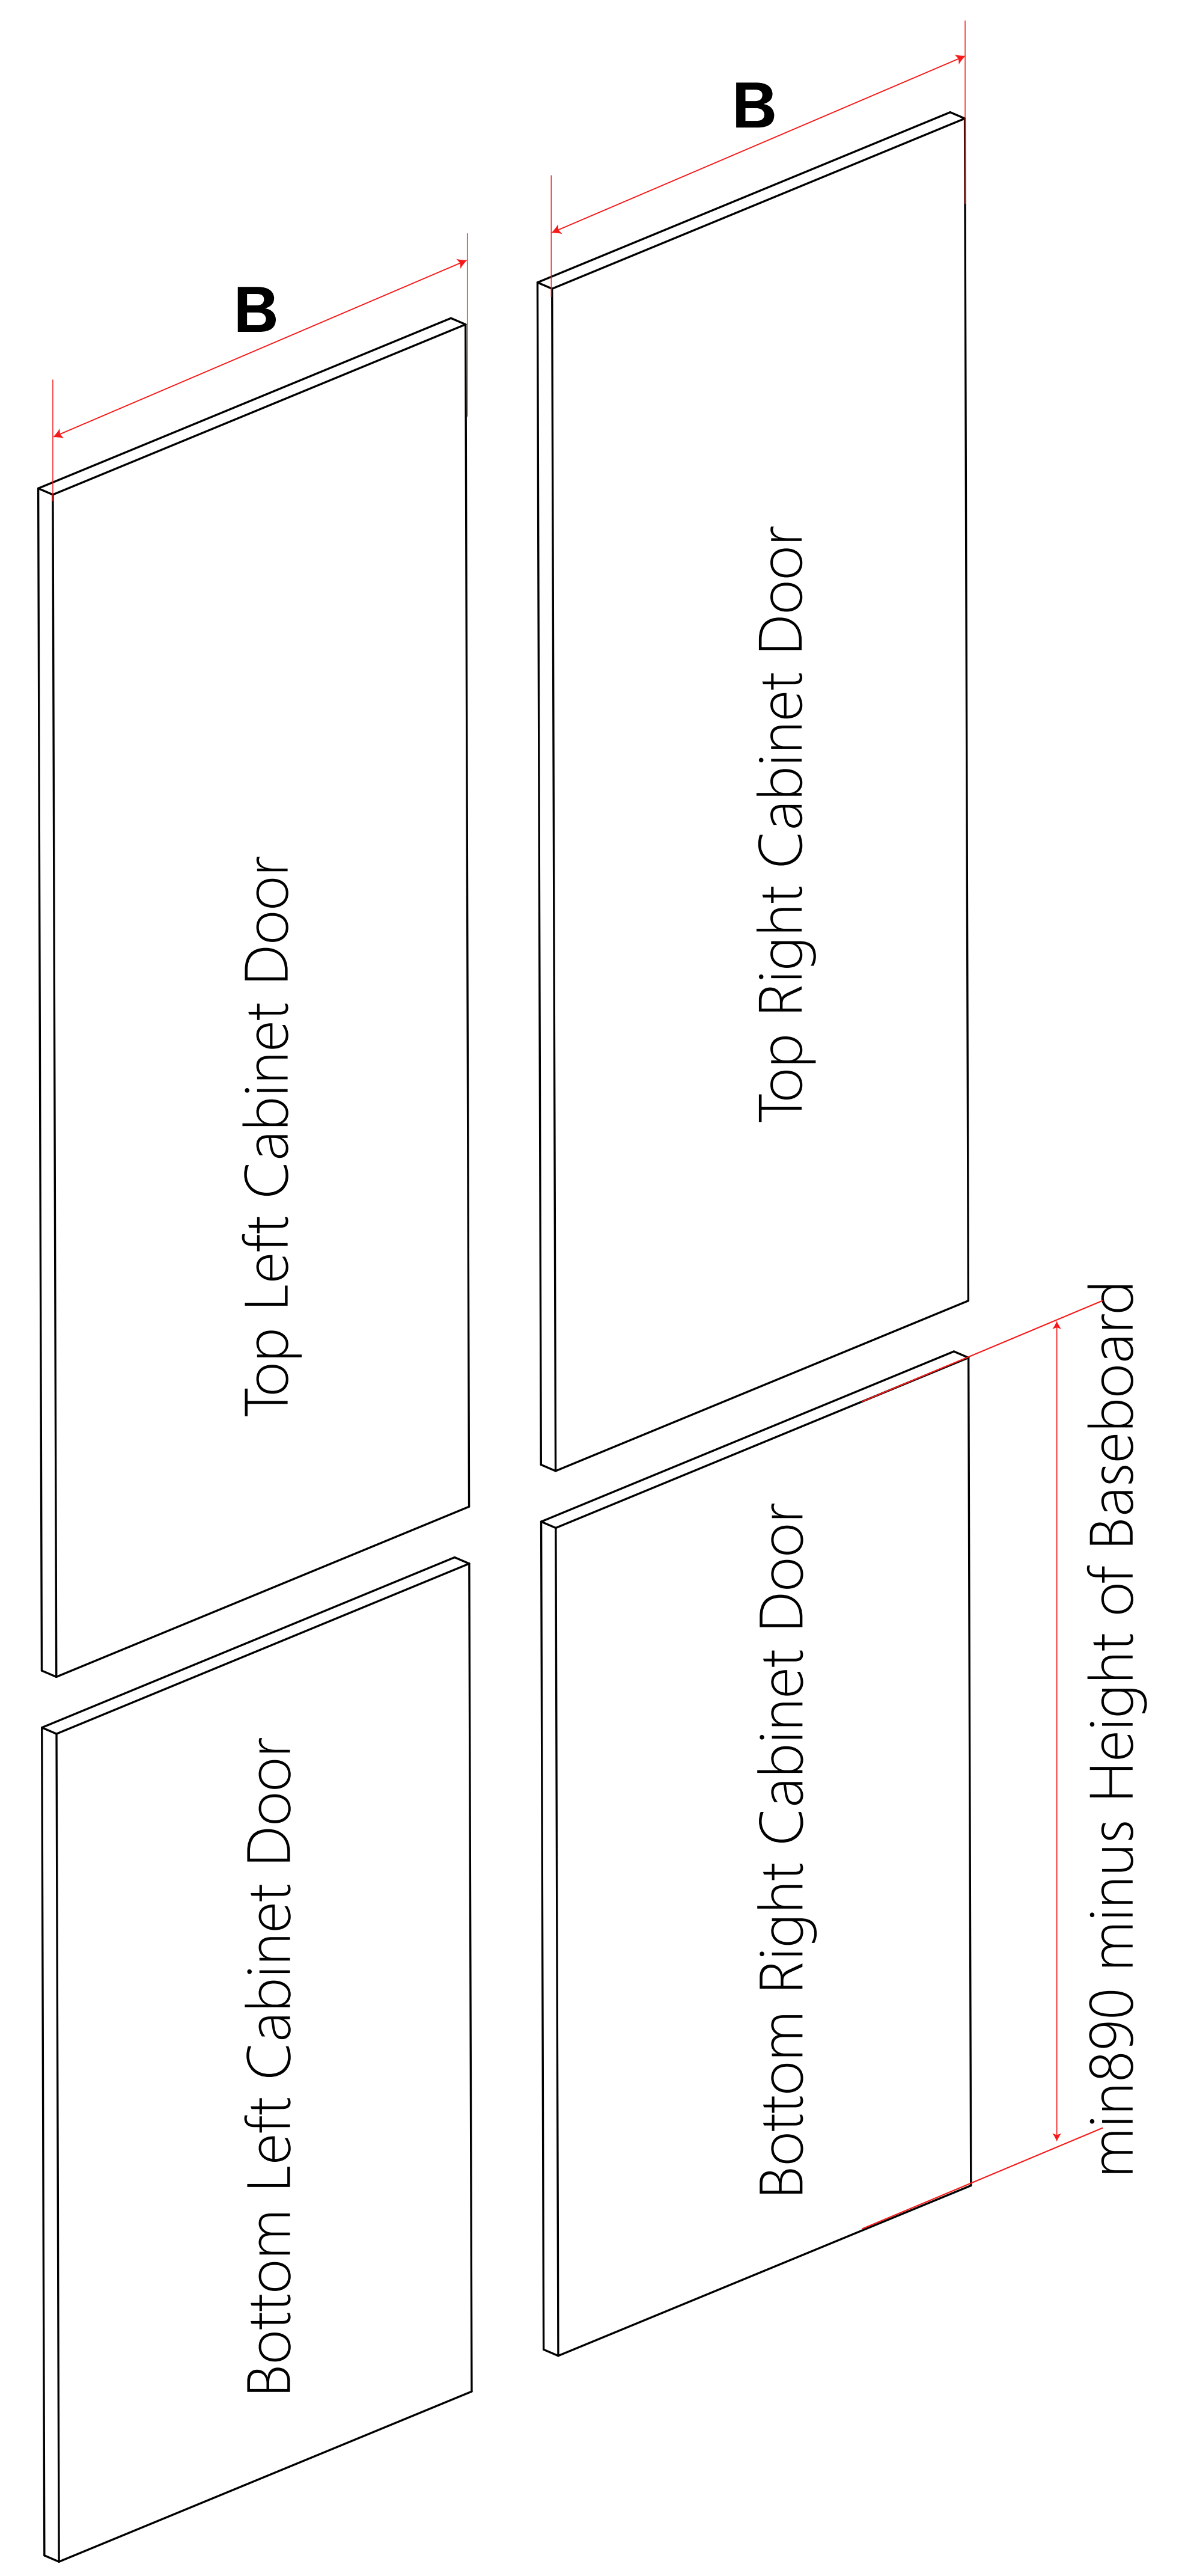 B
B
Top Left Cabinet Door
Top Right Cabinet Door
Bottom Left Cabinet Door
Bottom Right Cabinet Door
min890 minus Height of Baseboard